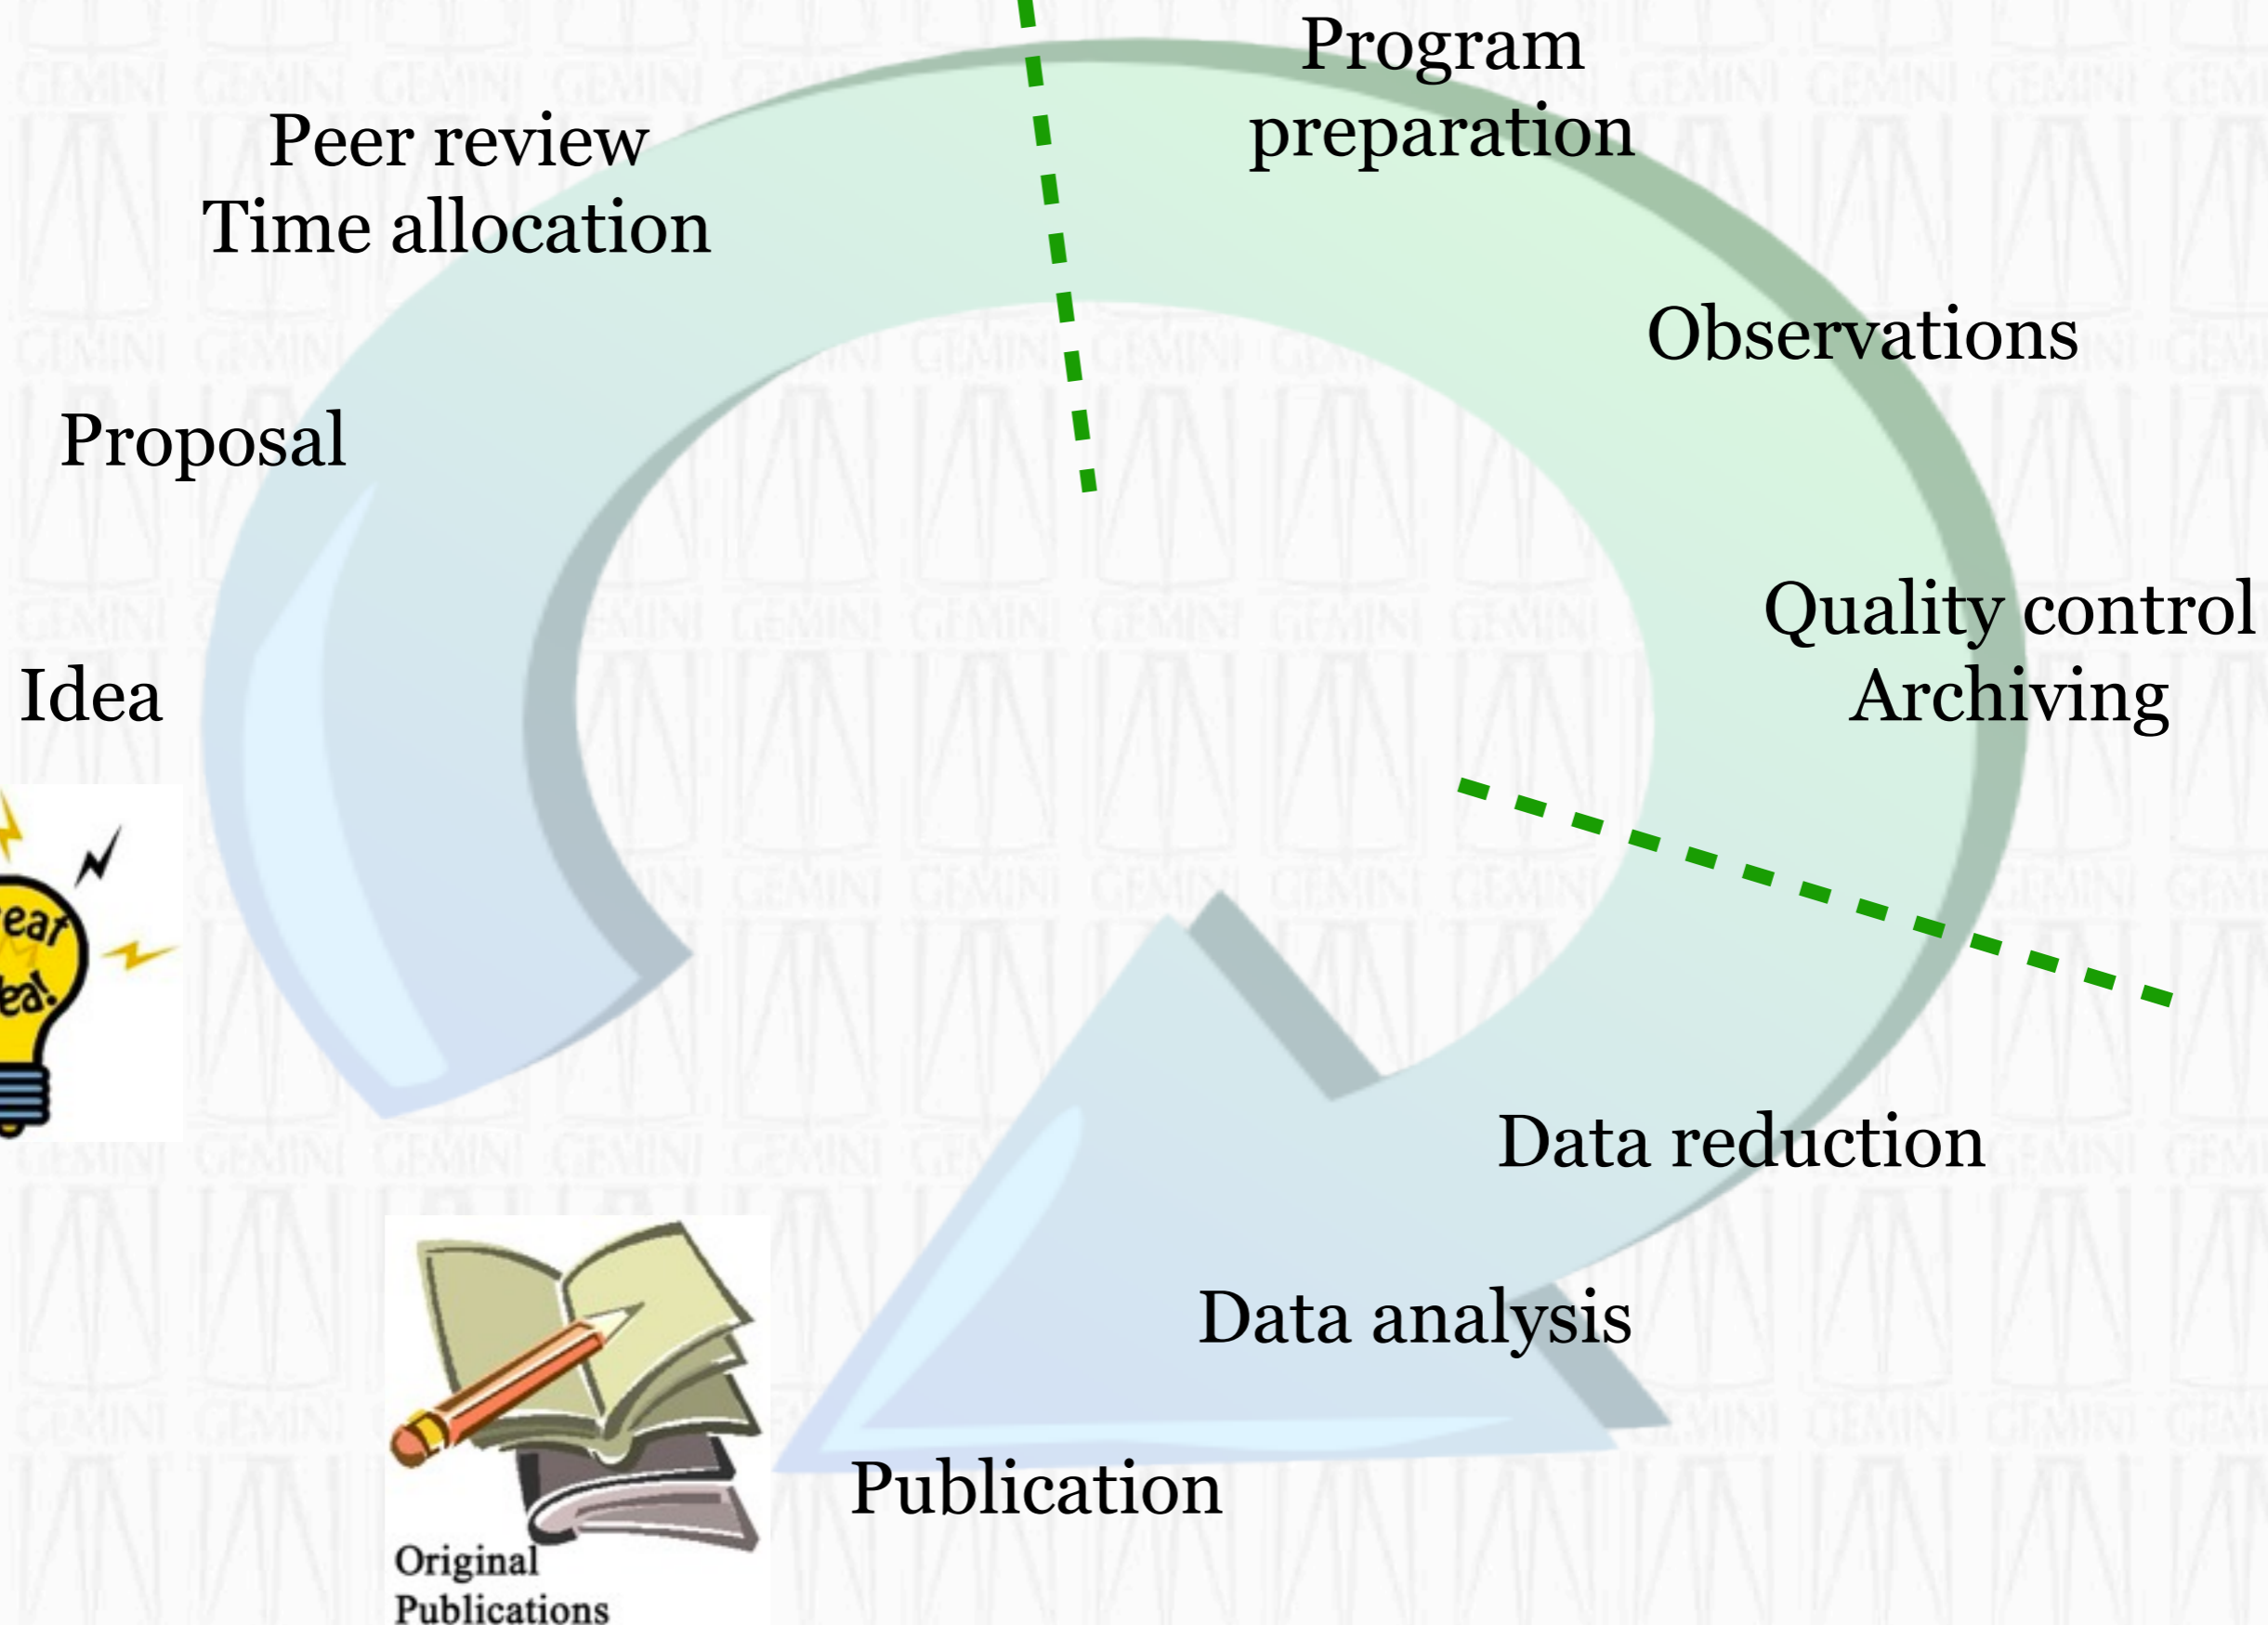 Program
preparation
Peer review
Time allocation
Observations
Proposal
Quality control
Archiving
Idea
Data reduction
Data analysis
Publication
Original
Publications
GEMINI